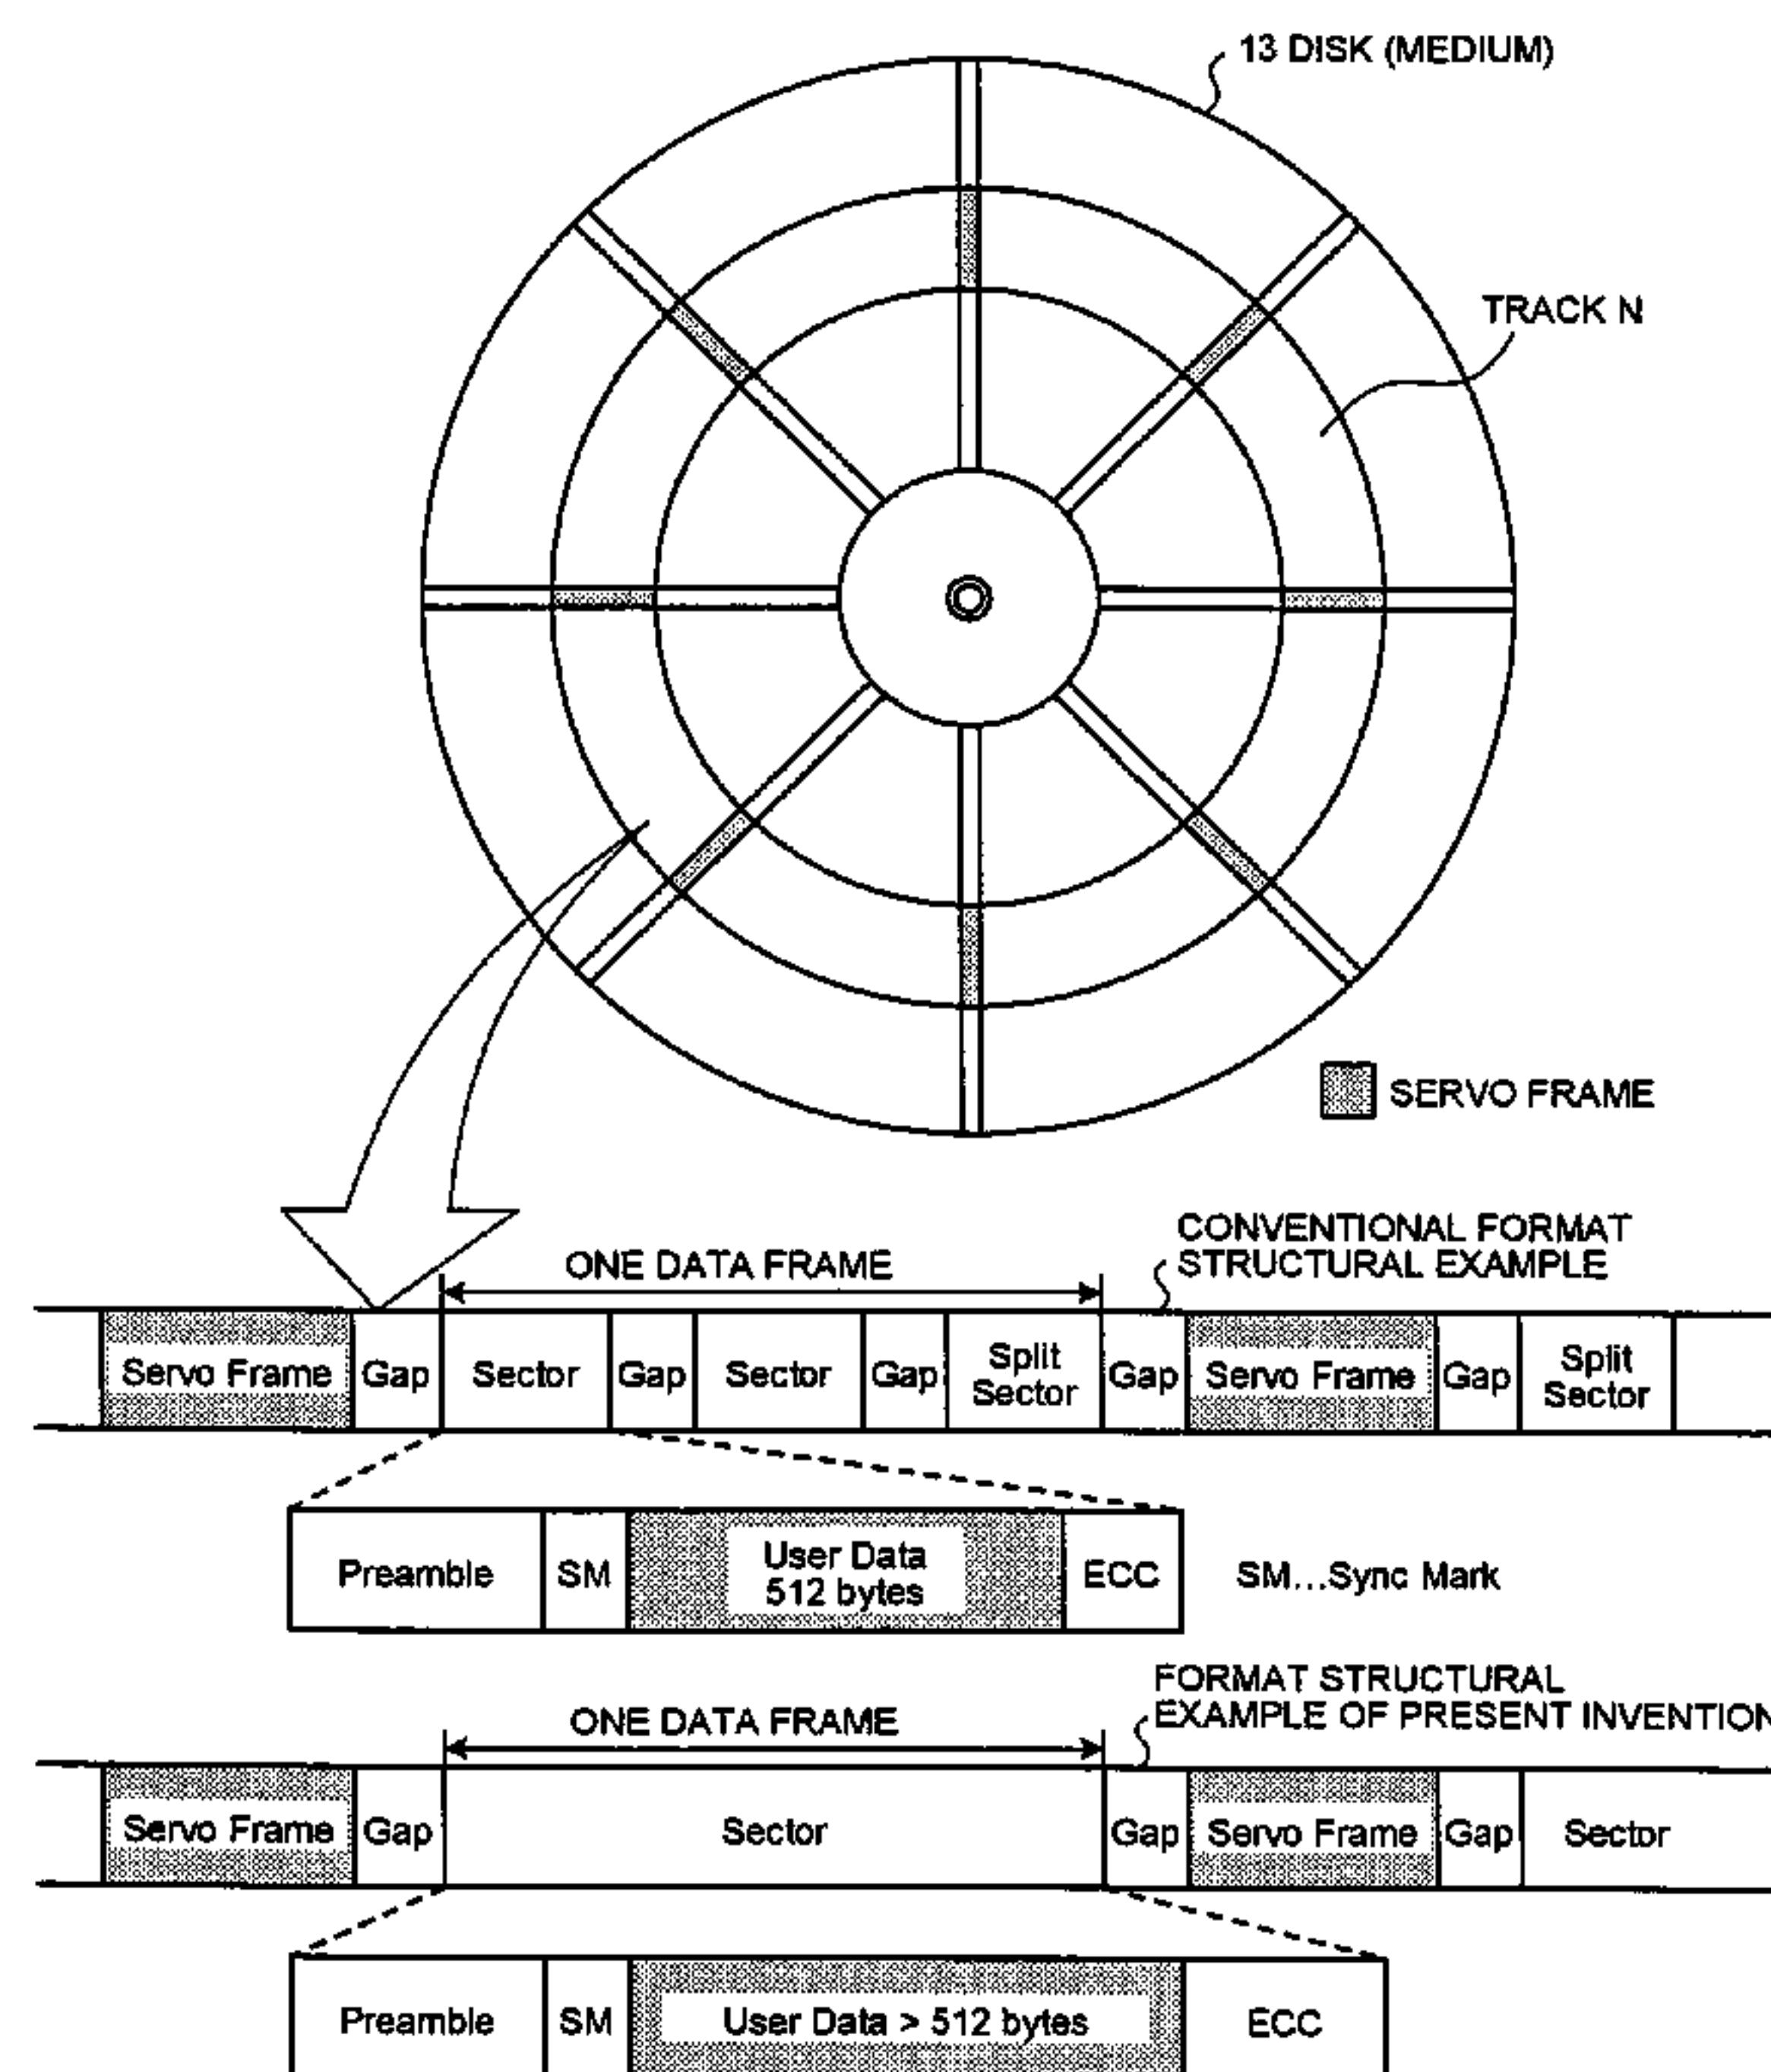 13 DISK (MEDIUM)
TRACK N
SERVO FRAME
CONVENTIONAL FORMAT
STRUCTURAL EXAMPLE
ONE DATA FRAME
Servo Frame Gap Sector Gap Sector Gap Split Sector Gap Servo Frame Gap Split Sector
Preamble SM User Data 512 bytes ECC SM...Sync Mark
FORMAT STRUCTURAL
EXAMPLE OF PRESENT INVENTION
ONE DATA FRAME
Servo Frame Gap Sector Gap Servo Frame Gap Sector
Preamble SM User Data > 512 bytes ECC